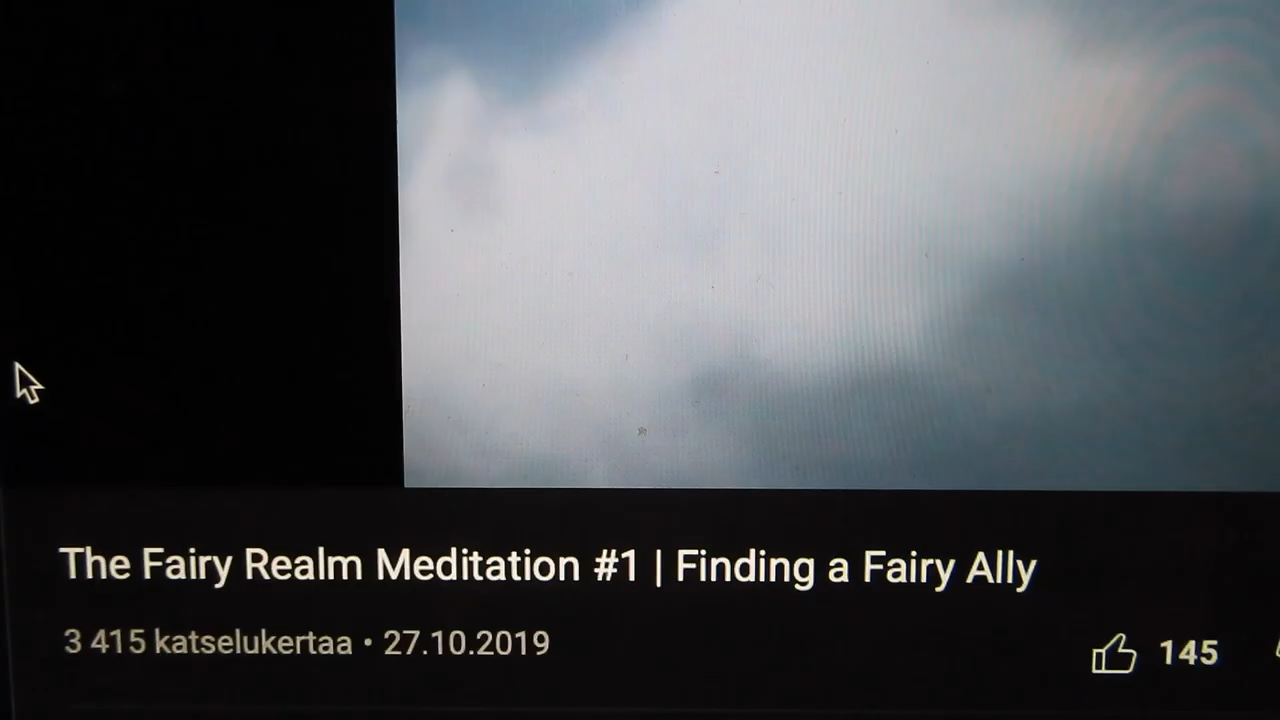 The Fairy Realm Meditation #1 | Finding a Fairy Ally
3 415 katselukertaa • 27.10.2019
145